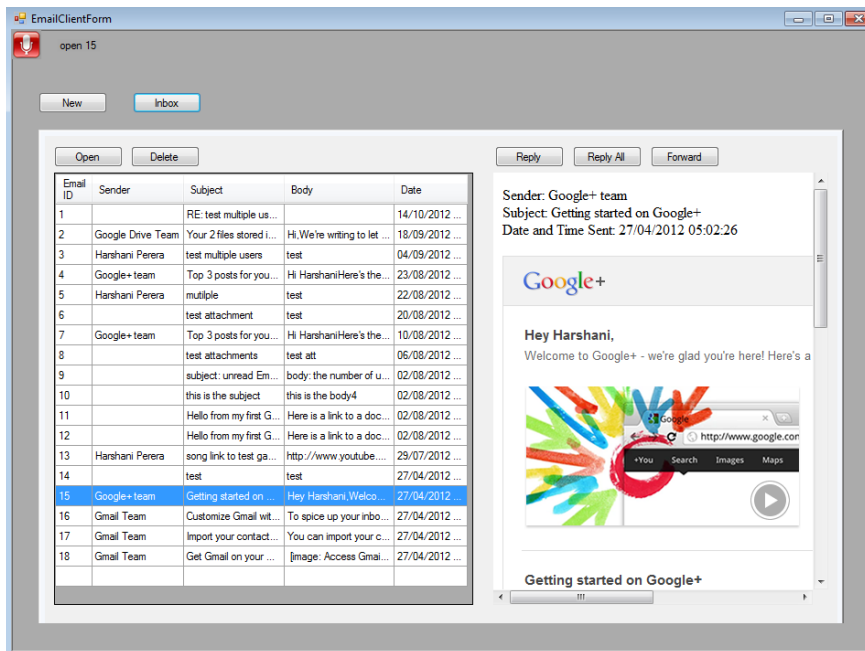 EmailClientForm
open 15
New Inbox
Open Delete
Reply Reply All Forward
Email ID Sender Subject Body Date
1 RE: test multiple us... 14/10/2012 ...
2 Google Drive Team Your 2 files stored i... Hi,We're writing to let ... 18/09/2012 ...
3 Harshani Perera test multiple users test 04/09/2012 ...
4 Google+ team Top 3 posts for you... Hi HarshaniHere's the... 23/08/2012 ...
5 Harshani Perera mutilple test 22/08/2012 ...
6 test attachment test 20/08/2012 ...
7 Google+ team Top 3 posts for you... Hi HarshaniHere's the... 10/08/2012 ...
8 test attachments test att 06/08/2012 ...
9 subject: unread Em... body: the number of u... 02/08/2012 ...
10 this is the subject this is the body4 02/08/2012 ...
11 Hello from my first G... Here is a link to a doc... 02/08/2012 ...
12 Hello from my first G... Here is a link to a doc... 02/08/2012 ...
13 Harshani Perera song link to test ga... http://www.youtube.... 29/07/2012 ...
14 test test 27/04/2012 ...
15 Google+ team Getting started on ... Hey Harshani,Welco... 27/04/2012 ...
16 Gmail Team Customize Gmail wit... To spice up your inbo... 27/04/2012 ...
17 Gmail Team Import your contact... You can import your c... 27/04/2012 ...
18 Gmail Team Get Gmail on your ... [image: Access Gmai... 27/04/2012 ...
Sender: Google+ team
Subject: Getting started on Google+
Date and Time Sent: 27/04/2012 05:02:26
Google+
Hey Harshani,
Welcome to Google+ - we're glad you're here! Here's a
Google
http://www.google.con
+You Search Images Maps
Getting started on Google+